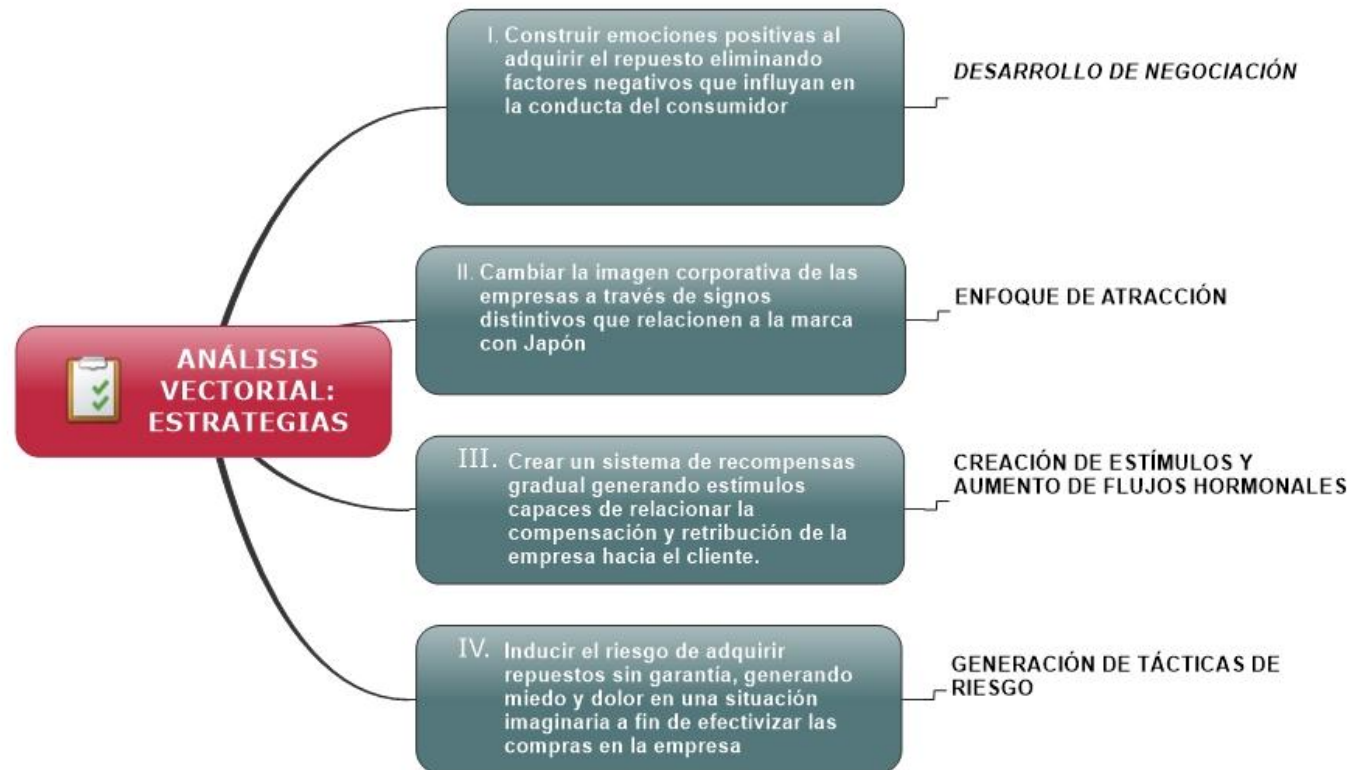 ANÁLISIS
VECTORIAL:
ESTRATEGIAS
I. Construir emociones positivas al
adquirir el repuesto eliminando
factores negativos que influyan en
la conducta del consumidor
DESARROLLO DE NEGOCIACIÓN
II. Cambiar la imagen corporativa de las
empresas a través de signos
distintivos que relacionen a la marca
con Japón
ENFOQUE DE ATRACCIÓN
III. Crear un sistema de recompensas
gradual generando estímulos
capaces de relacionar la
compensación y retribución de la
empresa hacia el cliente.
CREACIÓN DE ESTÍMULOS Y
AUMENTO DE FLUJOS HORMONALES
IV. Inducir el riesgo de adquirir
repuestos sin garantía, generando
miedo y dolor en una situación
imaginaria a fin de efectivizar las
compras en la empresa
GENERACIÓN DE TÁCTICAS DE
RIESGO